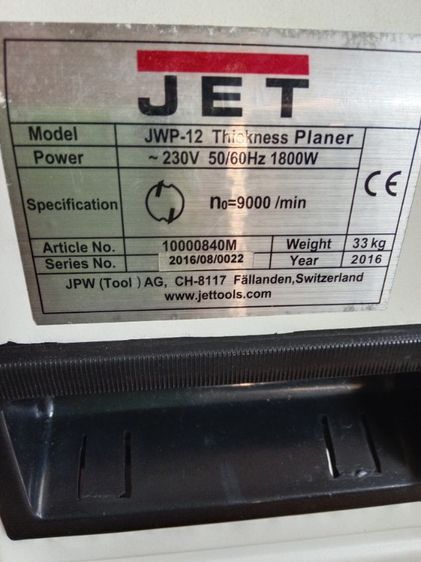 JET
Model JWP-12 Thickness Planer
Power ~ 230V 50/60Hz 1800W
Specification n0=9000 /min CE
Article No. 10000840M Weight 33 kg
Series No. 2016/08/0022 Year 2016
JPW (Tool) AG, CH-8117 Fällanden,Switzerland
www.jettools.com